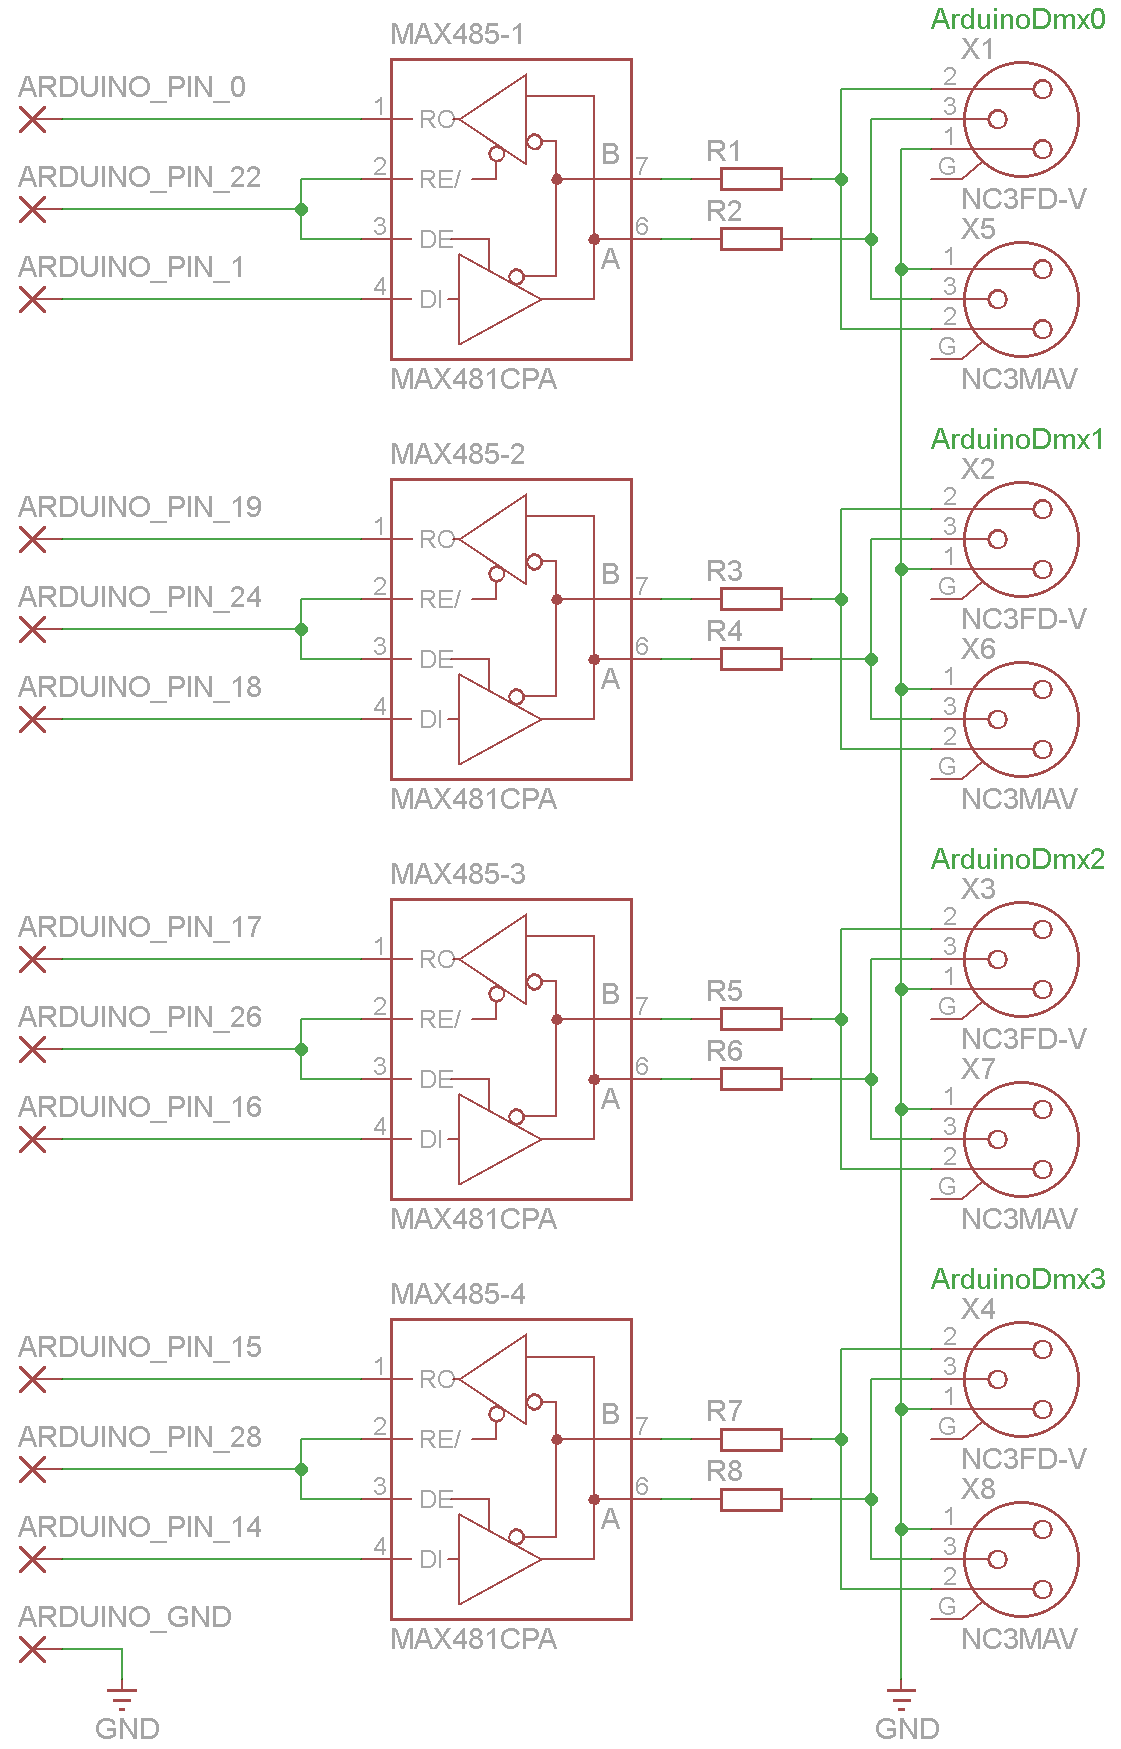 ArduinoDmx0
MAX485-1
X1
ARDUINO_PIN_0
2
1
RO
3
B
7
R1
1
ARDUINO_PIN_22
2
RE/
G
NC3FD-V
R2
3
DE
6
X5
A
1
ARDUINO_PIN_1
4
DI
3
2
G
MAX481CPA
NC3MAV
ArduinoDmx1
MAX485-2
X2
ARDUINO_PIN_19
2
1
RO
3
B
7
R3
1
ARDUINO_PIN_24
2
RE/
G
NC3FD-V
R4
3
DE
6
X6
A
1
ARDUINO_PIN_18
4
DI
3
2
G
MAX481CPA
NC3MAV
ArduinoDmx2
MAX485-3
X3
ARDUINO_PIN_17
2
1
RO
3
B
7
R5
1
ARDUINO_PIN_26
2
RE/
G
NC3FD-V
R6
3
DE
6
X7
A
1
ARDUINO_PIN_16
4
DI
3
2
G
MAX481CPA
NC3MAV
ArduinoDmx3
MAX485-4
X4
ARDUINO_PIN_15
2
1
RO
3
B
7
R7
1
ARDUINO_PIN_28
2
RE/
G
NC3FD-V
R8
3
DE
6
X8
A
1
ARDUINO_PIN_14
4
DI
3
2
G
ARDUINO_GND
MAX481CPA
NC3MAV
GND
GND